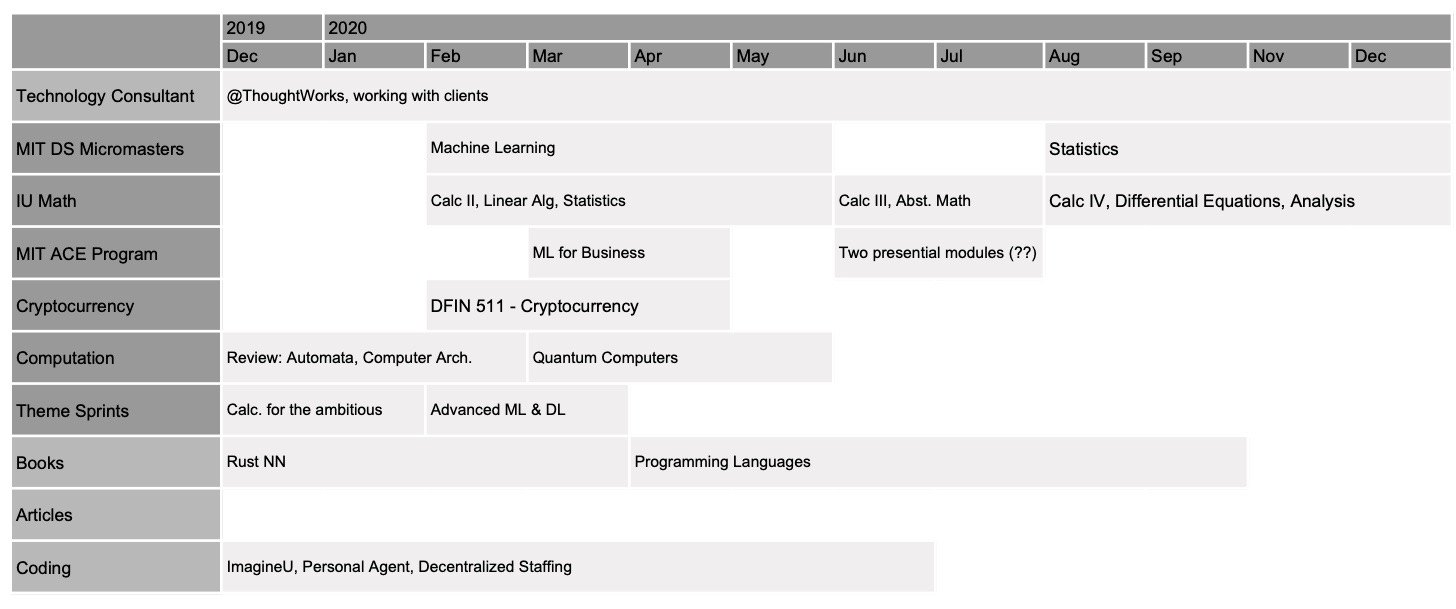 2019 2020
Dec Jan Feb Mar Apr May Jun Jul Aug Sep Nov Dec
Technology Consultant @ThoughtWorks, working with clients
MIT DS Micromasters Machine Learning Statistics
IU Math Calc II, Linear Alg, Statistics Calc III, Abst. Math Calc IV, Differential Equations, Analysis
MIT ACE Program ML for Business Two presential modules (??)
Cryptocurrency DFIN 511 - Cryptocurrency
Computation Review: Automata, Computer Arch. Quantum Computers
Theme Sprints Calc. for the ambitious Advanced ML & DL
Books Rust NN Programming Languages
Articles
Coding ImagineU, Personal Agent, Decentralized Staffing